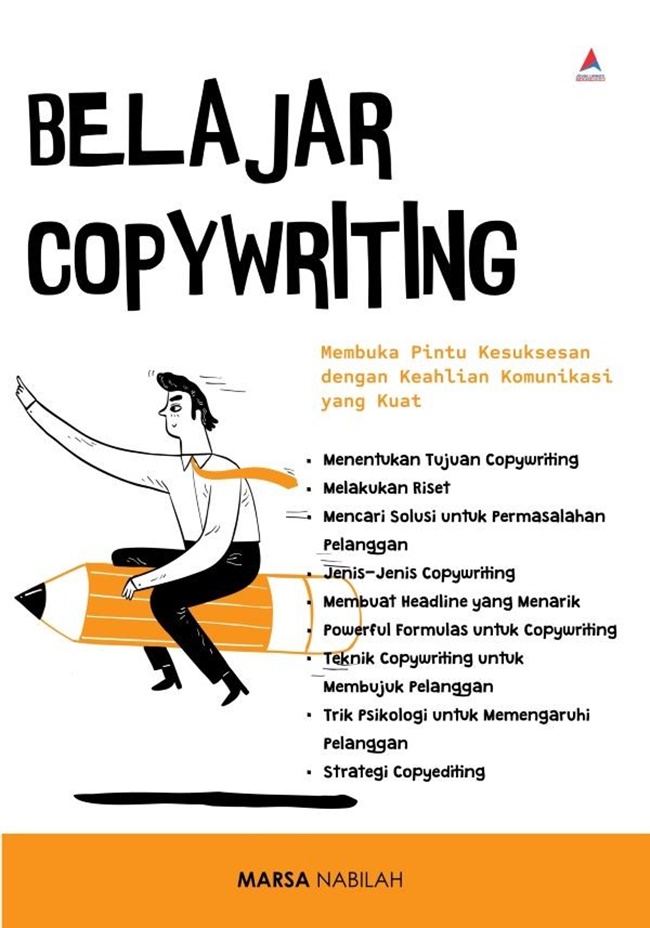 BELAJAR
COPYWRITING
Membuka Pintu Kesuksesan
dengan Keahlian Komunikasi
yang Kuat
• Menentukan Tujuan Copywriting
• Melakukan Riset
• Mencari Solusi untuk Permasalahan
Pelanggan
• Jenis-Jenis Copywriting
• Membuat Headline yang Menarik
• Powerful Formulas untuk Copywriting
• Teknik Copywriting untuk
Membujuk Pelanggan
• Trik Psikologi untuk Memengaruhi
Pelanggan
• Strategi Copyediting
MARSA NABILAH